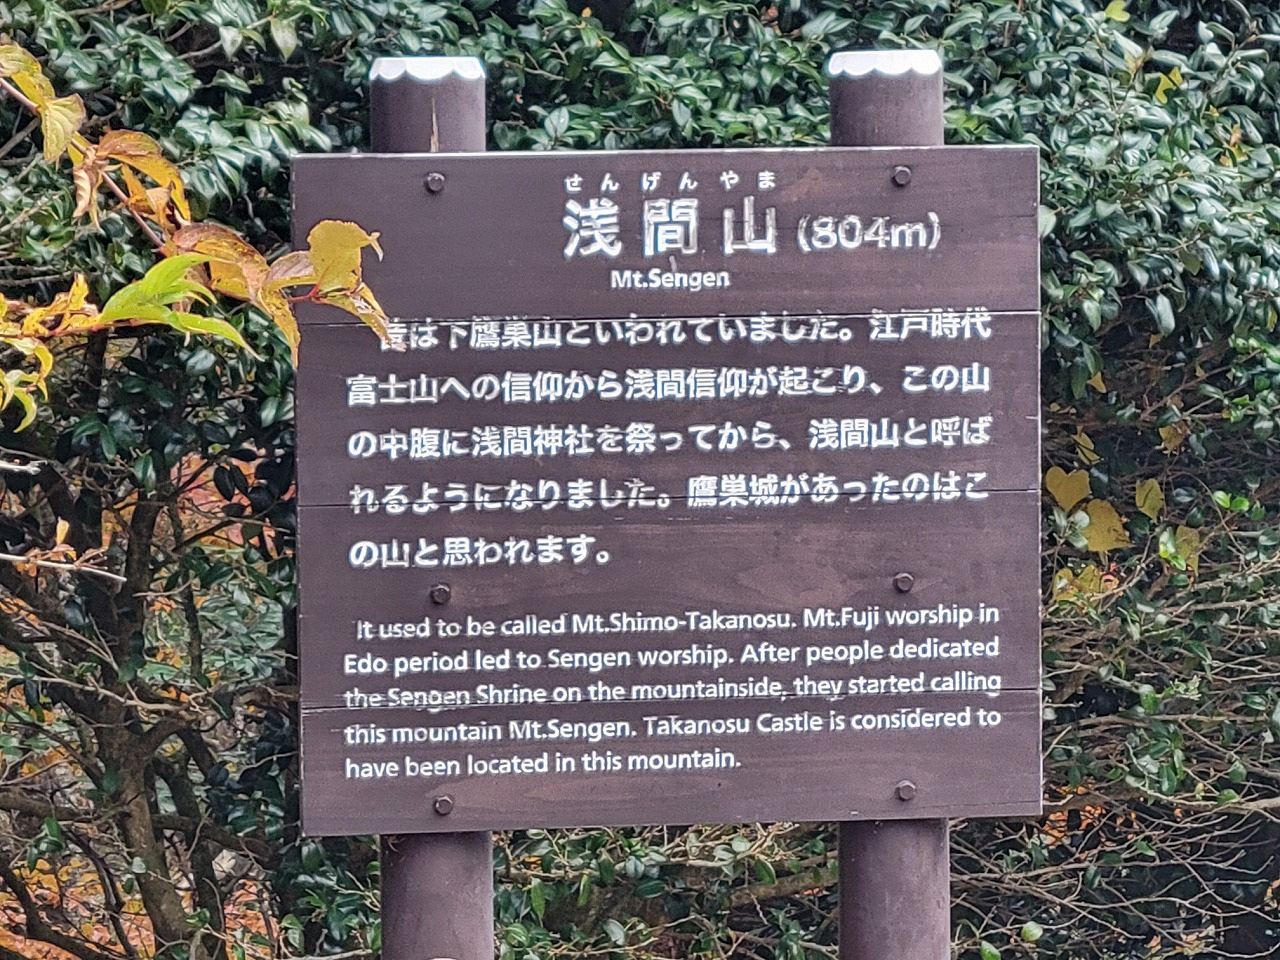 せんげんやま
浅間山 (804m)
Mt.Sengen
昔は下鷹巣山といわれていました。江戸時代
富士山への信仰から浅間信仰が起こり、この山
の中腹に浅間神社を祭ってから、浅間山と呼ば
れるようになりました。鷹巣城があったのはこ
の山と思われます。
It used to be called Mt.Shimo-Takanosu. Mt.Fuji worship in
Edo period led to Sengen worship. After people dedicated
the Sengen Shrine on the mountainside, they started calling
this mountain Mt.Sengen. Takanosu Castle is considered to
have been located in this mountain.